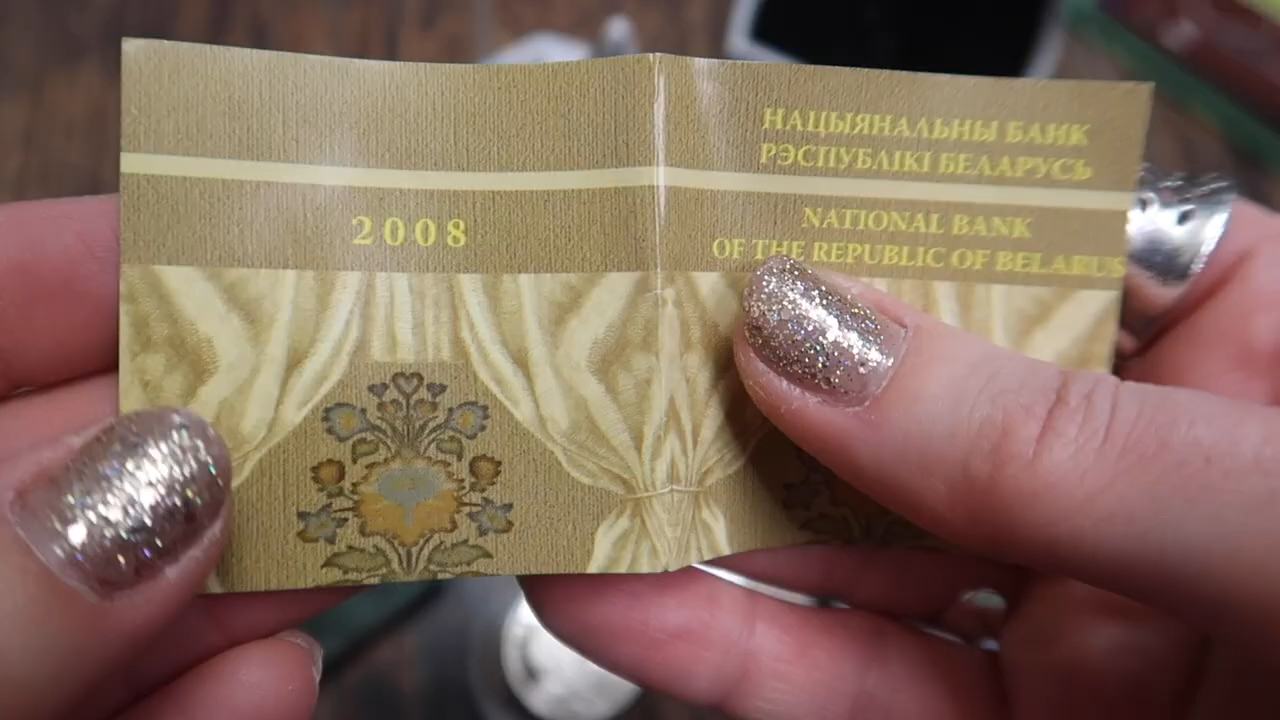 2008
НАЦЫЯНАЛЬНЫ БАНК
РЭСПУБЛІКІ БЕЛАРУСЬ
NATIONAL BANK
OF THE REPUBLIC OF BELARUS